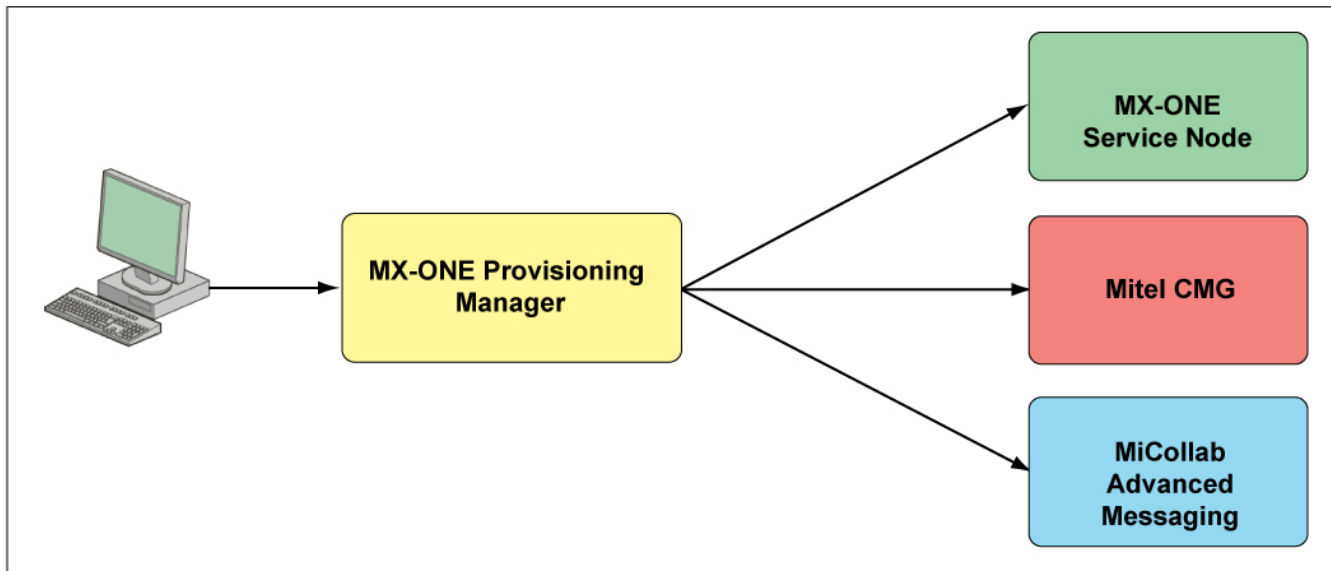 MX-ONE
Service Node
MX-ONE Provisioning
Manager
Mitel CMG
MiCollab
Advanced
Messaging